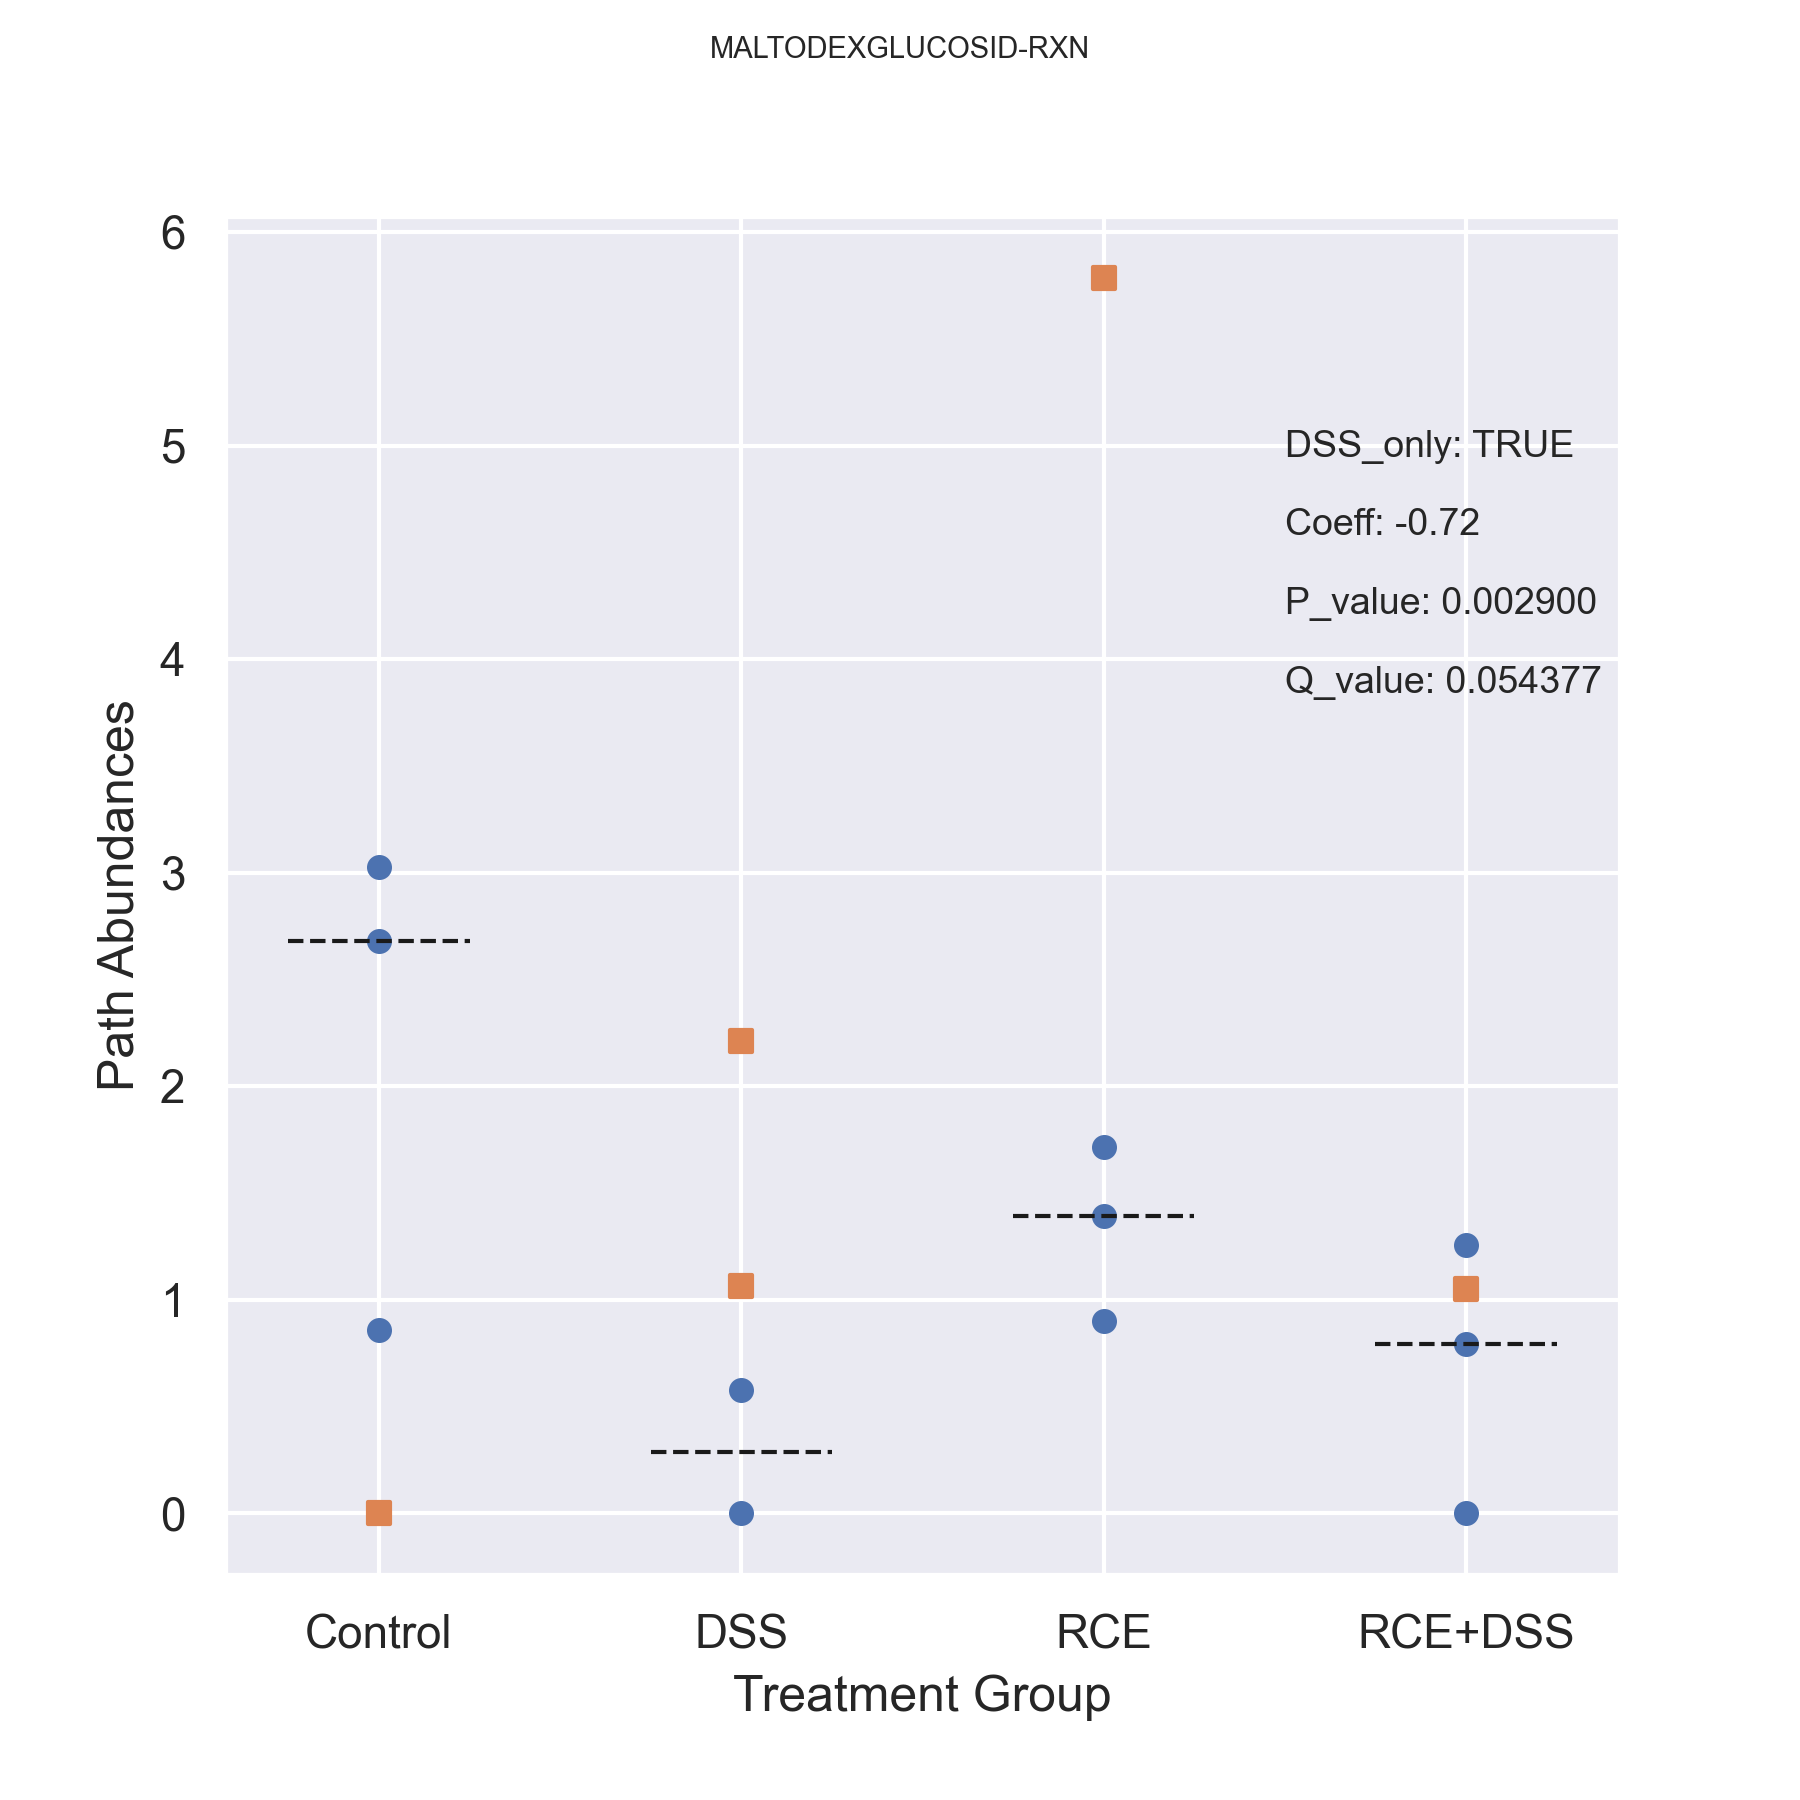 MALTODEXGLUCOSID-RXN
6
5
4
3
2
1
0
Path Abundances
DSS_only: TRUE
Coeff: -0.72
P_value: 0.002900
Q_value: 0.054377
Control
DSS
RCE
RCE+DSS
Treatment Group